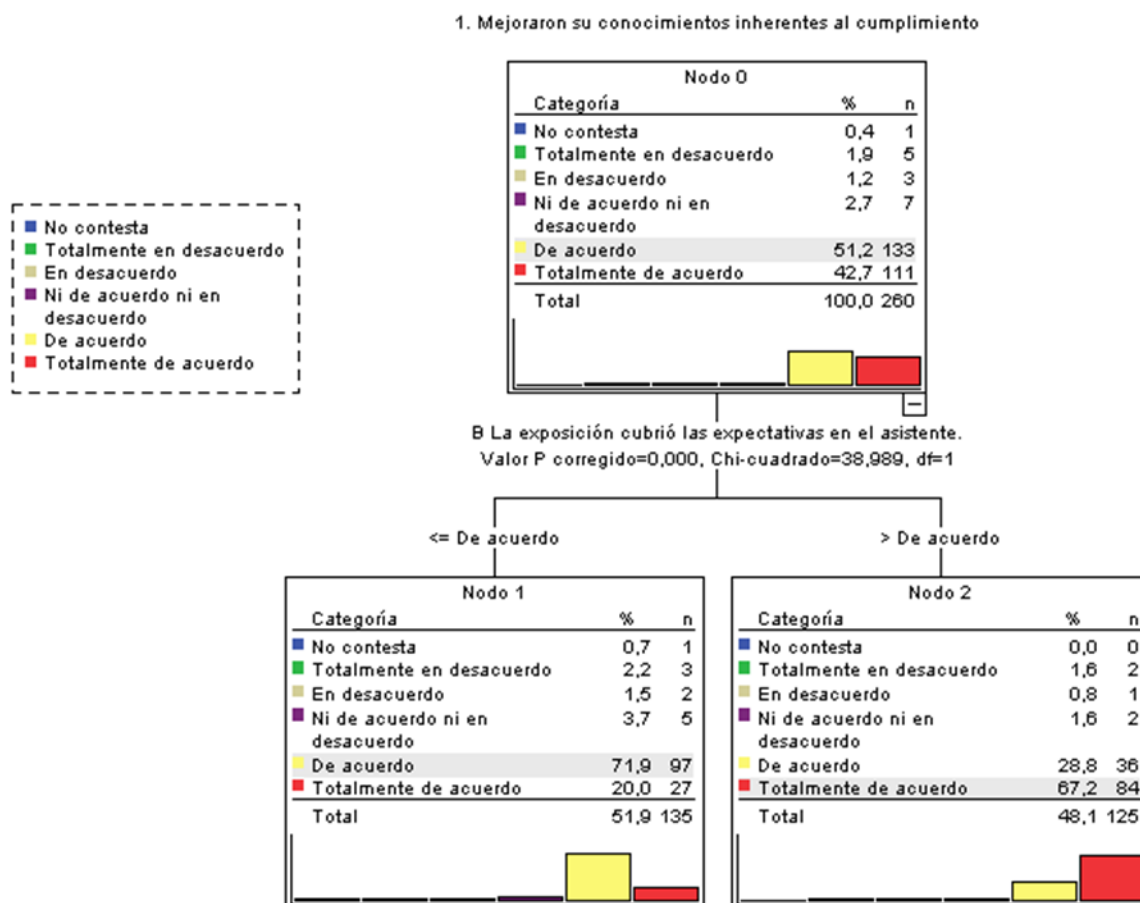 1. Mejoraron su conocimientos inherentes al cumplimiento
Nodo 0
Categoría % n
No contesta 0,4 1
Totalmente en desacuerdo 1,9 5
En desacuerdo 1,2 3
Ni de acuerdo ni en 2,7 7
desacuerdo
De acuerdo 51,2 133
Totalmente de acuerdo 42,7 111
Total 100,0 260
No contesta
Totalmente en desacuerdo
En desacuerdo
Ni de acuerdo ni en
desacuerdo
De acuerdo
Totalmente de acuerdo
B La exposición cubrió las expectativas en el asistente.
Valor P corregido=0,000, Chi-cuadrado=38,989, df=1
<= De acuerdo
> De acuerdo
Nodo 1
Categoría % n
No contesta 0,7 1
Totalmente en desacuerdo 2,2 3
En desacuerdo 1,5 2
Ni de acuerdo ni en 3,7 5
desacuerdo
De acuerdo 71,9 97
Totalmente de acuerdo 20,0 27
Total 51,9 135
Nodo 2
Categoría % n
No contesta 0,0 0
Totalmente en desacuerdo 1,6 2
En desacuerdo 0,8 1
Ni de acuerdo ni en 1,6 2
desacuerdo
De acuerdo 28,8 36
Totalmente de acuerdo 67,2 84
Total 48,1 125